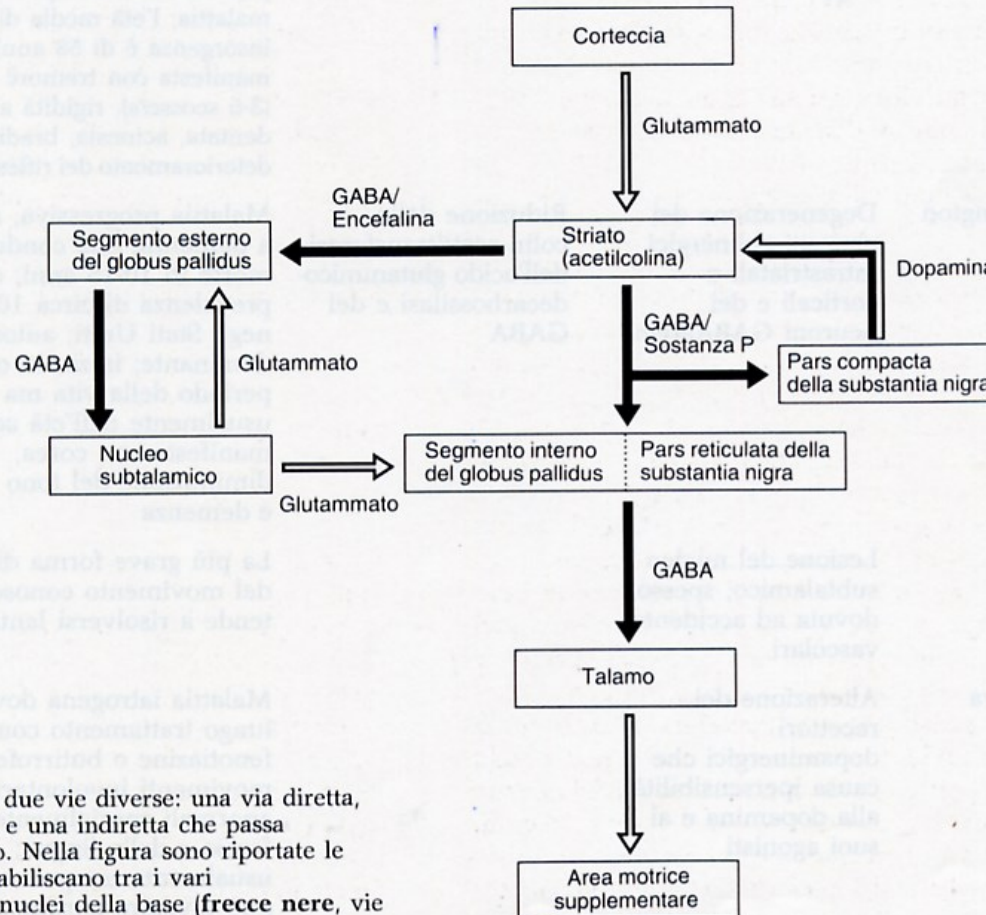 Corteccia
Glutammato
GABA/
Encefalina
Segmento esterno
del globus pallidus
Striato
(acetilcolina)
Dopamina
GABA
Glutammato
GABA/
Sostanza P
Pars compacta
della substantia nigra
Nucleo
subtalamico
Glutammato
Segmento interno
del globus pallidus
Pars reticulata della
substantia nigra
GABA
Talamo
due vie diverse: una via diretta,
e una indiretta che passa
o. Nella figura sono riportate le
abiliscano tra i vari
nuclei della base (frecce nere, vie
Area motrice
supplementare